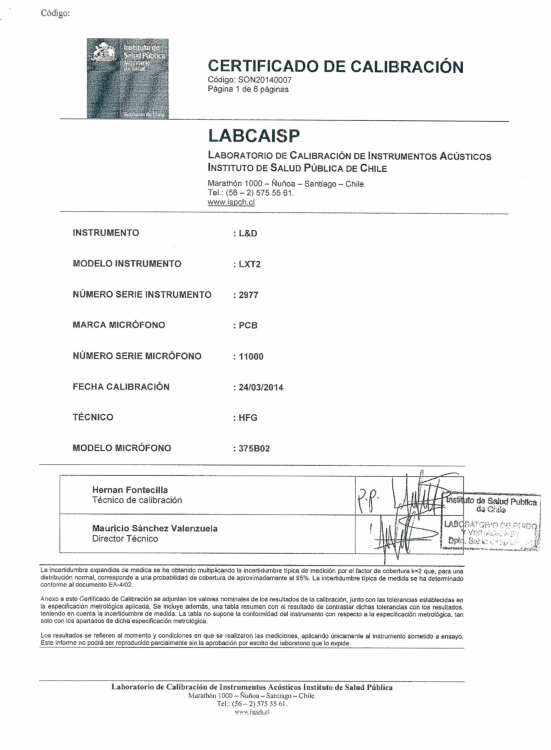 Código:
Instituto de
Salud Pública
CERTIFICADO DE CALIBRACIÓN
Código: SON20140007
Página 1 de 6 páginas
LABCAISP
LABORATORIO DE CALIBRACIÓN DE INSTRUMENTOS ACÚSTICOS
INSTITUTO DE SALUD PÚBLICA DE CHILE
Marathón 1000 – Ñuñoa – Santiago – Chile.
Tel.: (56 – 2) 575 55 61.
www.ispch.cl
INSTRUMENTO : L&D
MODELO INSTRUMENTO : LXT2
NÚMERO SERIE INSTRUMENTO : 2977
MARCA MICRÓFONO : PCB
NÚMERO SERIE MICRÓFONO : 11000
FECHA CALIBRACIÓN : 24/03/2014
TÉCNICO : HFG
MODELO MICRÓFONO : 375B02
Hernan Fontecilla
Técnico de calibración
P.P.
Instituto de Salud Publica
de Chile
Mauricio Sánchez Valenzuela
Director Técnico
LABORATORIO DE RUIDO
Y VIBRACIONES
Dpto.
La incertidumbre expandida de medica se ha obtenido multiplicando la incertidumbre típica de medición por el factor de cobertura k=2 que, para una
distribución normal, corresponde a una probabilidad de cobertura de aproximadamente el 95%. La incertidumbre típica de medida se ha determinado
conforme al documento EA-4/02.
Anexo a este Certificado de Calibración se adjuntan los valores nominales de los resultados de la calibración, junto con las tolerancias establecidas en
la especificación metrológica aplicada. Se incluye además, una tabla resumen con el resultado de contrastar dichas tolerancias con los resultados,
teniendo en cuenta la incertidumbre de medida. La tabla no supone la conformidad del instrumento con respecto a la especificación metrológica, tan
solo con los apartados de dicha especificación metrológica.
Los resultados se refieren al momento y condiciones en que se realizaron las mediciones, aplicando únicamente al instrumento sometido a ensayo.
Este informe no podrá ser reproducido parcialmente sin la aprobación por escrito del laboratorio que lo expide.
Laboratorio de Calibración de Instrumentos Acústicos Instituto de Salud Pública
Marathón 1000 – Ñuñoa – Santiago – Chile.
Tel.: (56 – 2) 575 55 61.
www.ispch.cl